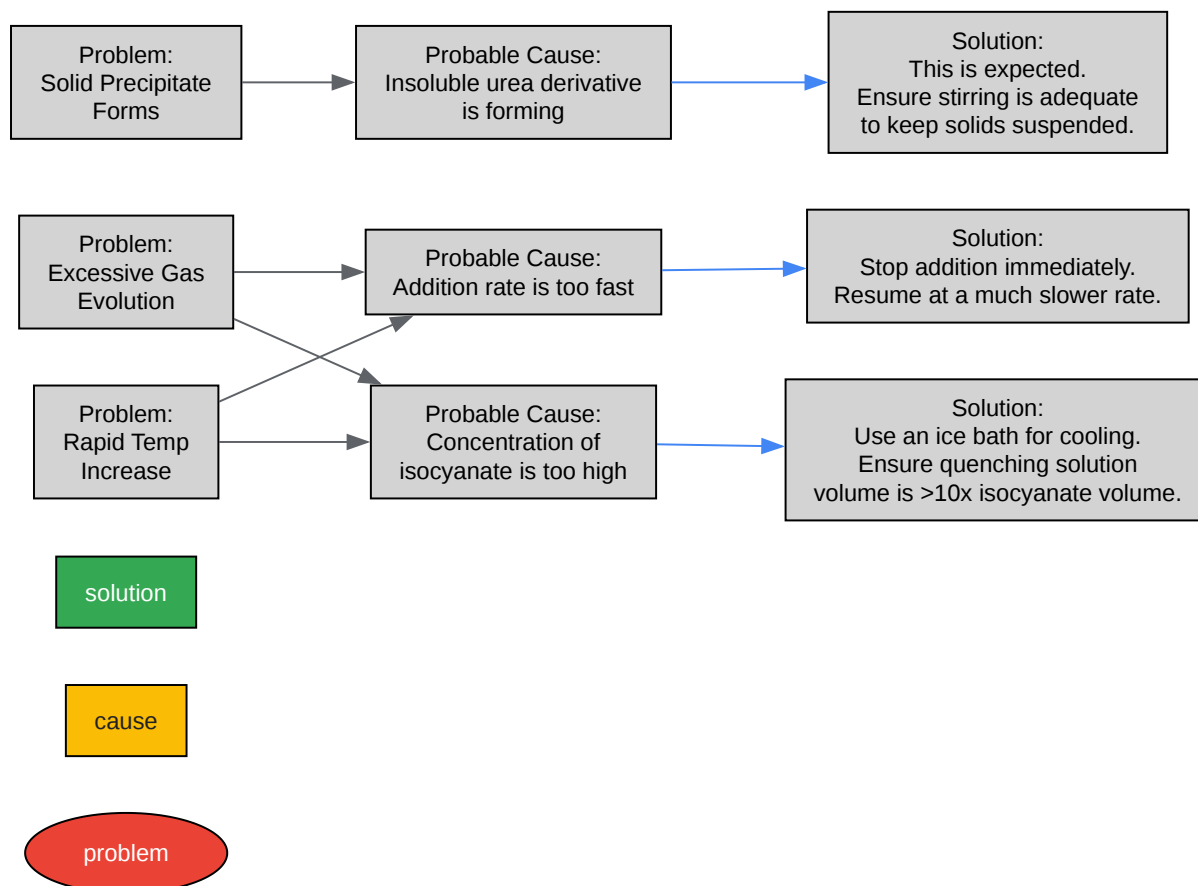 Problem:
Solid Precipitate
Forms
Probable Cause:
Insoluble urea derivative
is forming
Solution:
This is expected.
Ensure stirring is adequate
to keep solids suspended.
Problem:
Excessive Gas
Evolution
Probable Cause:
Addition rate is too fast
Solution:
Stop addition immediately.
Resume at a much slower rate.
Problem:
Rapid Temp
Increase
Probable Cause:
Concentration of
isocyanate is too high
Solution:
Use an ice bath for cooling.
Ensure quenching solution
volume is >10x isocyanate volume.
solution
cause
problem